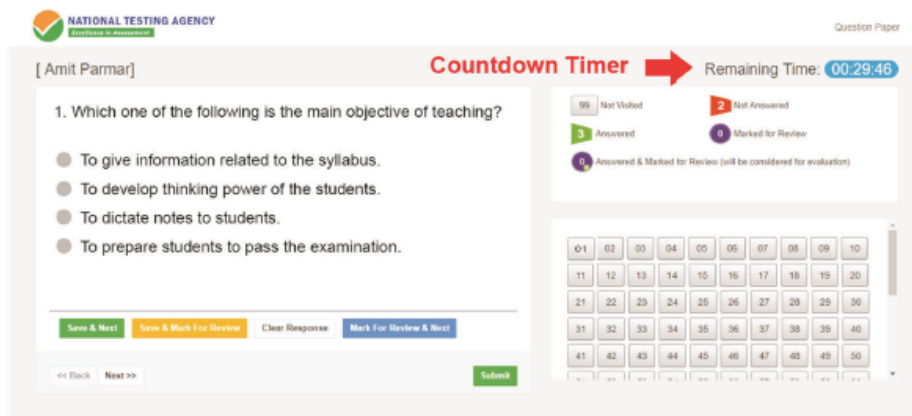 NATIONAL TESTING AGENCY
Excellence in Assessment
Question Paper
[ Amit Parmar]
Countdown Timer
Remaining Time: 00:29:46
1. Which one of the following is the main objective of teaching?
To give information related to the syllabus.
To develop thinking power of the students.
To dictate notes to students.
To prepare students to pass the examination.
Save & Next Save & Mark For Review Clear Response Mark For Review & Next
<< Back Next >> Submit
99 Not Visited 2 Not Answered
3 Answered 0 Marked for Review
0 Answered & Marked for Review (will be considered for evaluation)
01 02 03 04 05 06 07 08 09 10
11 12 13 14 15 16 17 18 19 20
21 22 23 24 25 26 27 28 29 30
31 32 33 34 35 36 37 38 39 40
41 42 43 44 45 46 47 48 49 50